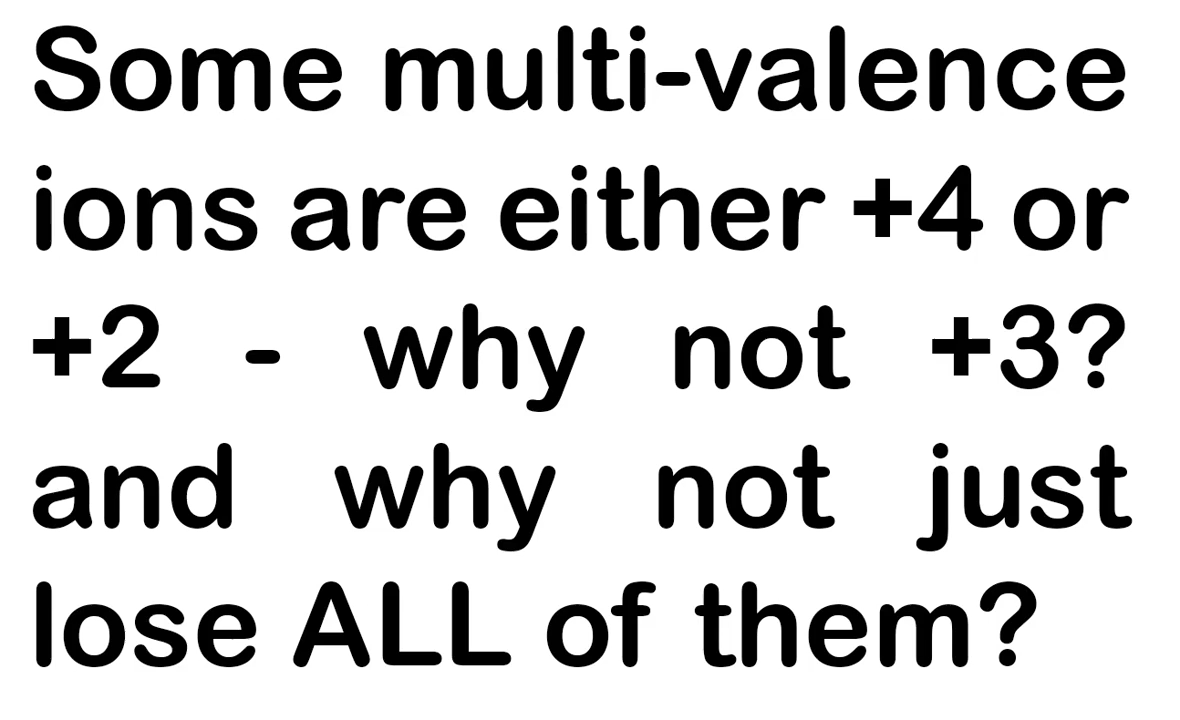 Some multi-valence
ions are either +4 or
+2 - why not +3?
and why not just
lose ALL of them?